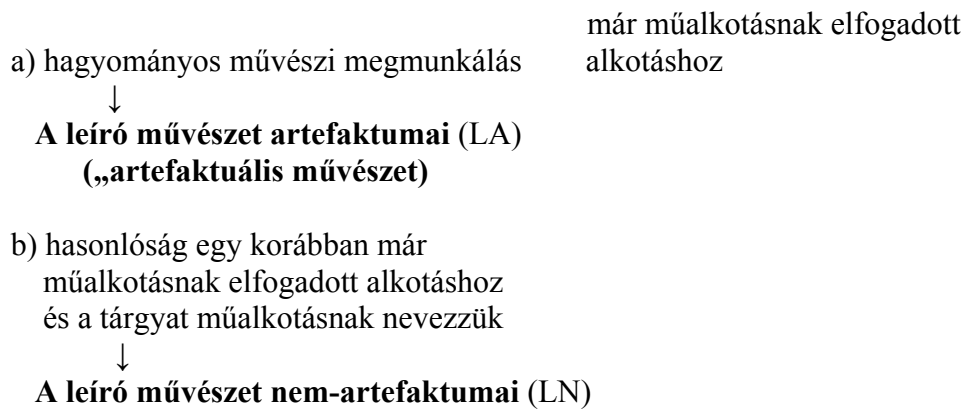 már műalkotásnak elfogadott
a) hagyományos művészi megmunkálás alkotáshoz
↓
A leíró művészet artefaktumai (LA)
(„artefaktuális művészet)
b) hasonlóság egy korábban már
műalkotásnak elfogadott alkotáshoz
és a tárgyat műalkotásnak nevezzük
↓
A leíró művészet nem-artefaktumai (LN)